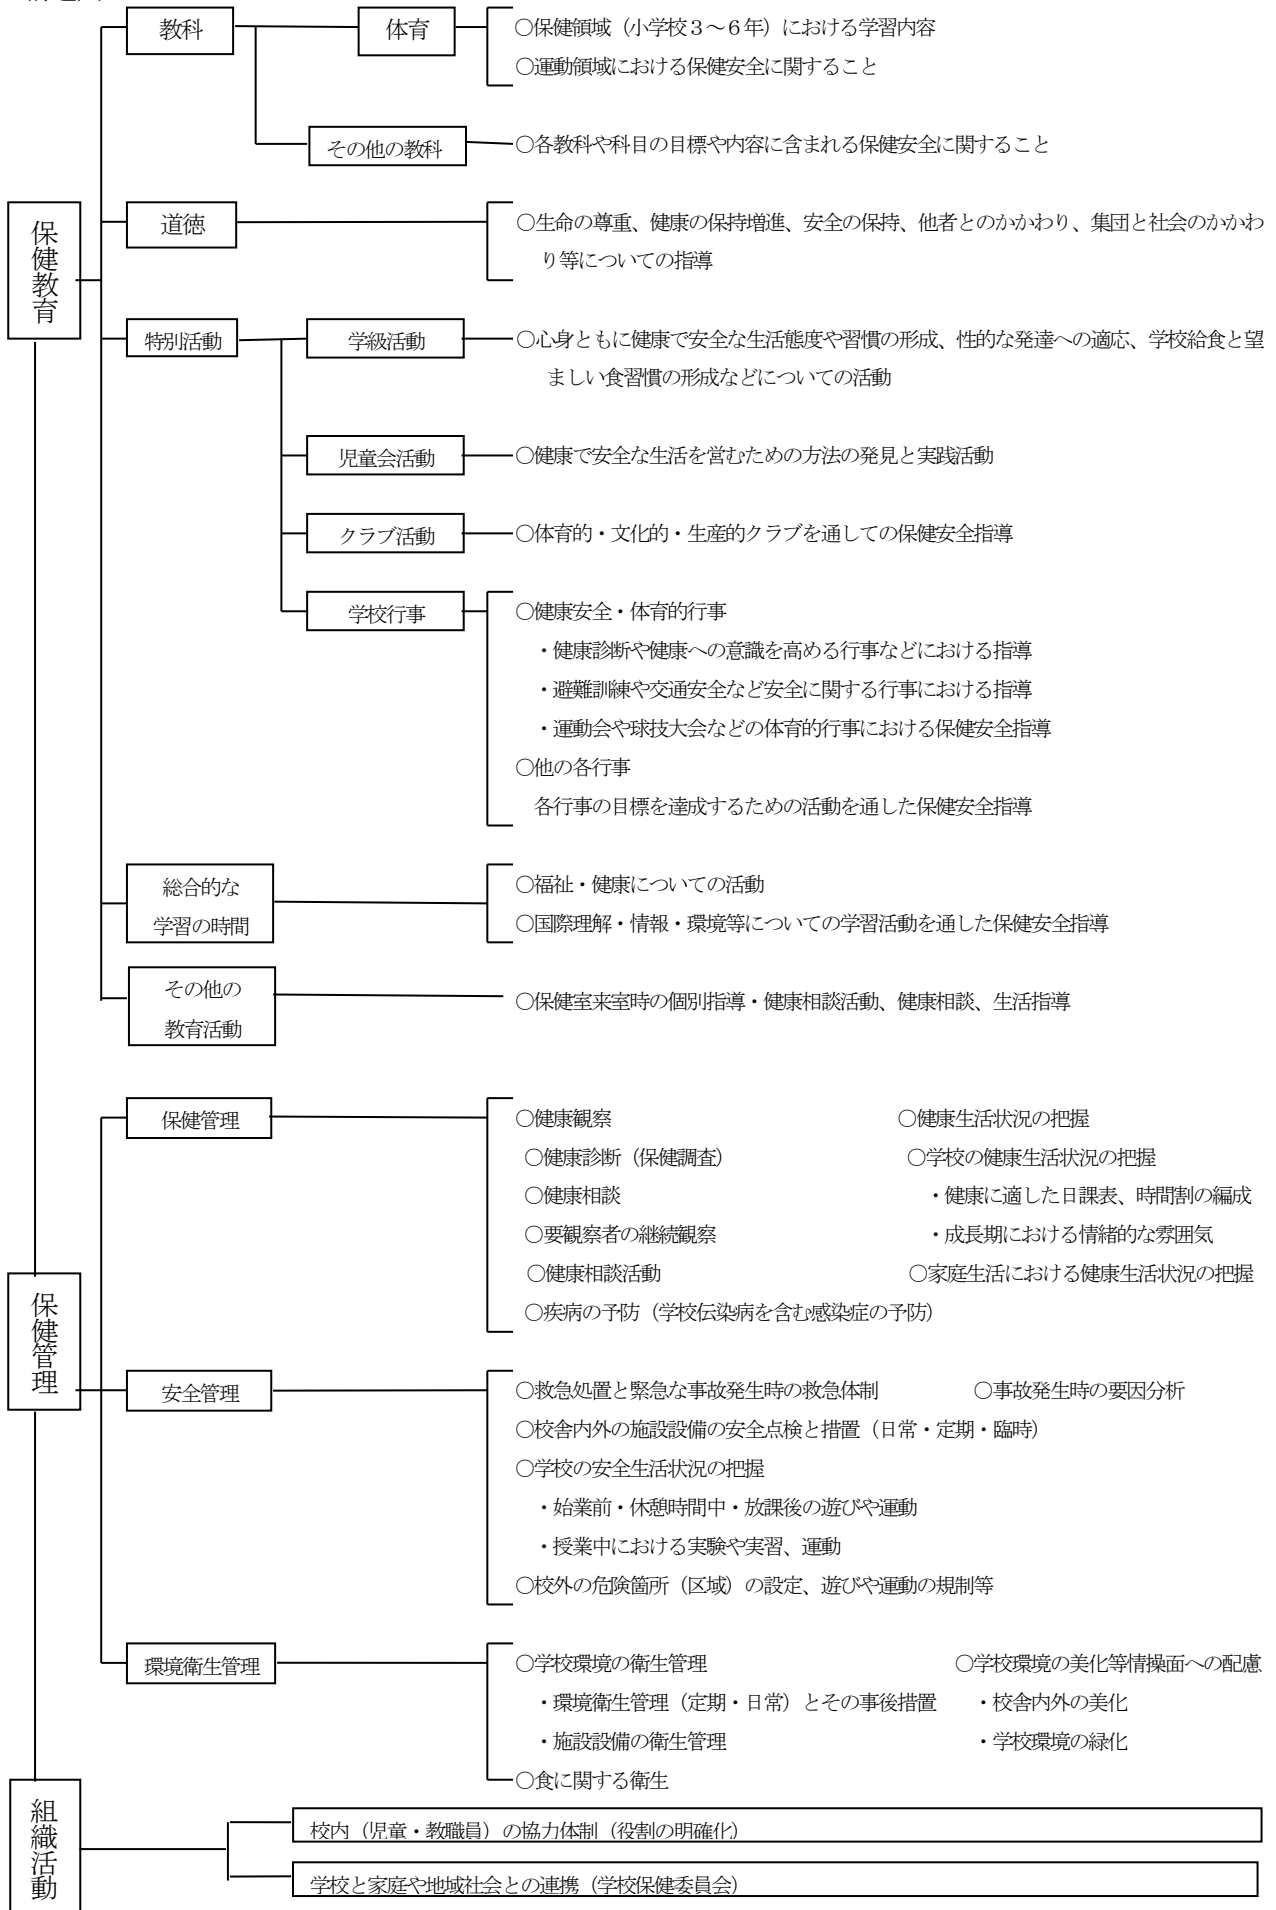 教科
体育
○保健領域（小学校３～６年）における学習内容
○運動領域における保健安全に関すること
その他の教科
○各教科や科目の目標や内容に含まれる保健安全に関すること
保健教育
道徳
○生命の尊重、健康の保持増進、安全の保持、他者とのかかわり、集団と社会のかかわ
り等についての指導
特別活動
学級活動
○心身ともに健康で安全な生活態度や習慣の形成、性的な発達への適応、学校給食と望
ましい食習慣の形成などについての活動
児童会活動
○健康で安全な生活を営むための方法の発見と実践活動
クラブ活動
○体育的・文化的・生産的クラブを通しての保健安全指導
学校行事
○健康安全・体育的行事
・健康診断や健康への意識を高める行事などにおける指導
・避難訓練や交通安全など安全に関する行事における指導
・運動会や球技大会などの体育的行事における保健安全指導
○他の各行事
各行事の目標を達成するための活動を通した保健安全指導
総合的な
学習の時間
○福祉・健康についての活動
○国際理解・情報・環境等についての学習活動を通した保健安全指導
その他の
教育活動
○保健室来室時の個別指導・健康相談活動、健康相談、生活指導
保健管理
保健管理
○健康観察
○健康生活状況の把握
○健康診断（保健調査）
○学校の健康生活状況の把握
○健康相談
・健康に適した日課表、時間割の編成
○要観察者の継続観察
・成長期における情緒的な雰囲気
○健康相談活動
○家庭生活における健康生活状況の把握
○疾病の予防（学校伝染病を含む感染症の予防）
安全管理
○救急処置と緊急な事故発生時の救急体制
○事故発生時の要因分析
○校舎内外の施設設備の安全点検と措置（日常・定期・臨時）
○学校の安全生活状況の把握
・始業前・休憩時間中・放課後の遊びや運動
・授業中における実験や実習、運動
○校外の危険箇所（区域）の設定、遊びや運動の規制等
環境衛生管理
○学校環境の衛生管理
○学校環境の美化等情操面への配慮
・環境衛生管理（定期・日常）とその事後措置
・校舎内外の美化
・施設設備の衛生管理
・学校環境の緑化
○食に関する衛生
組織活動
校内（児童・教職員）の協力体制（役割の明確化）
学校と家庭や地域社会との連携（学校保健委員会）